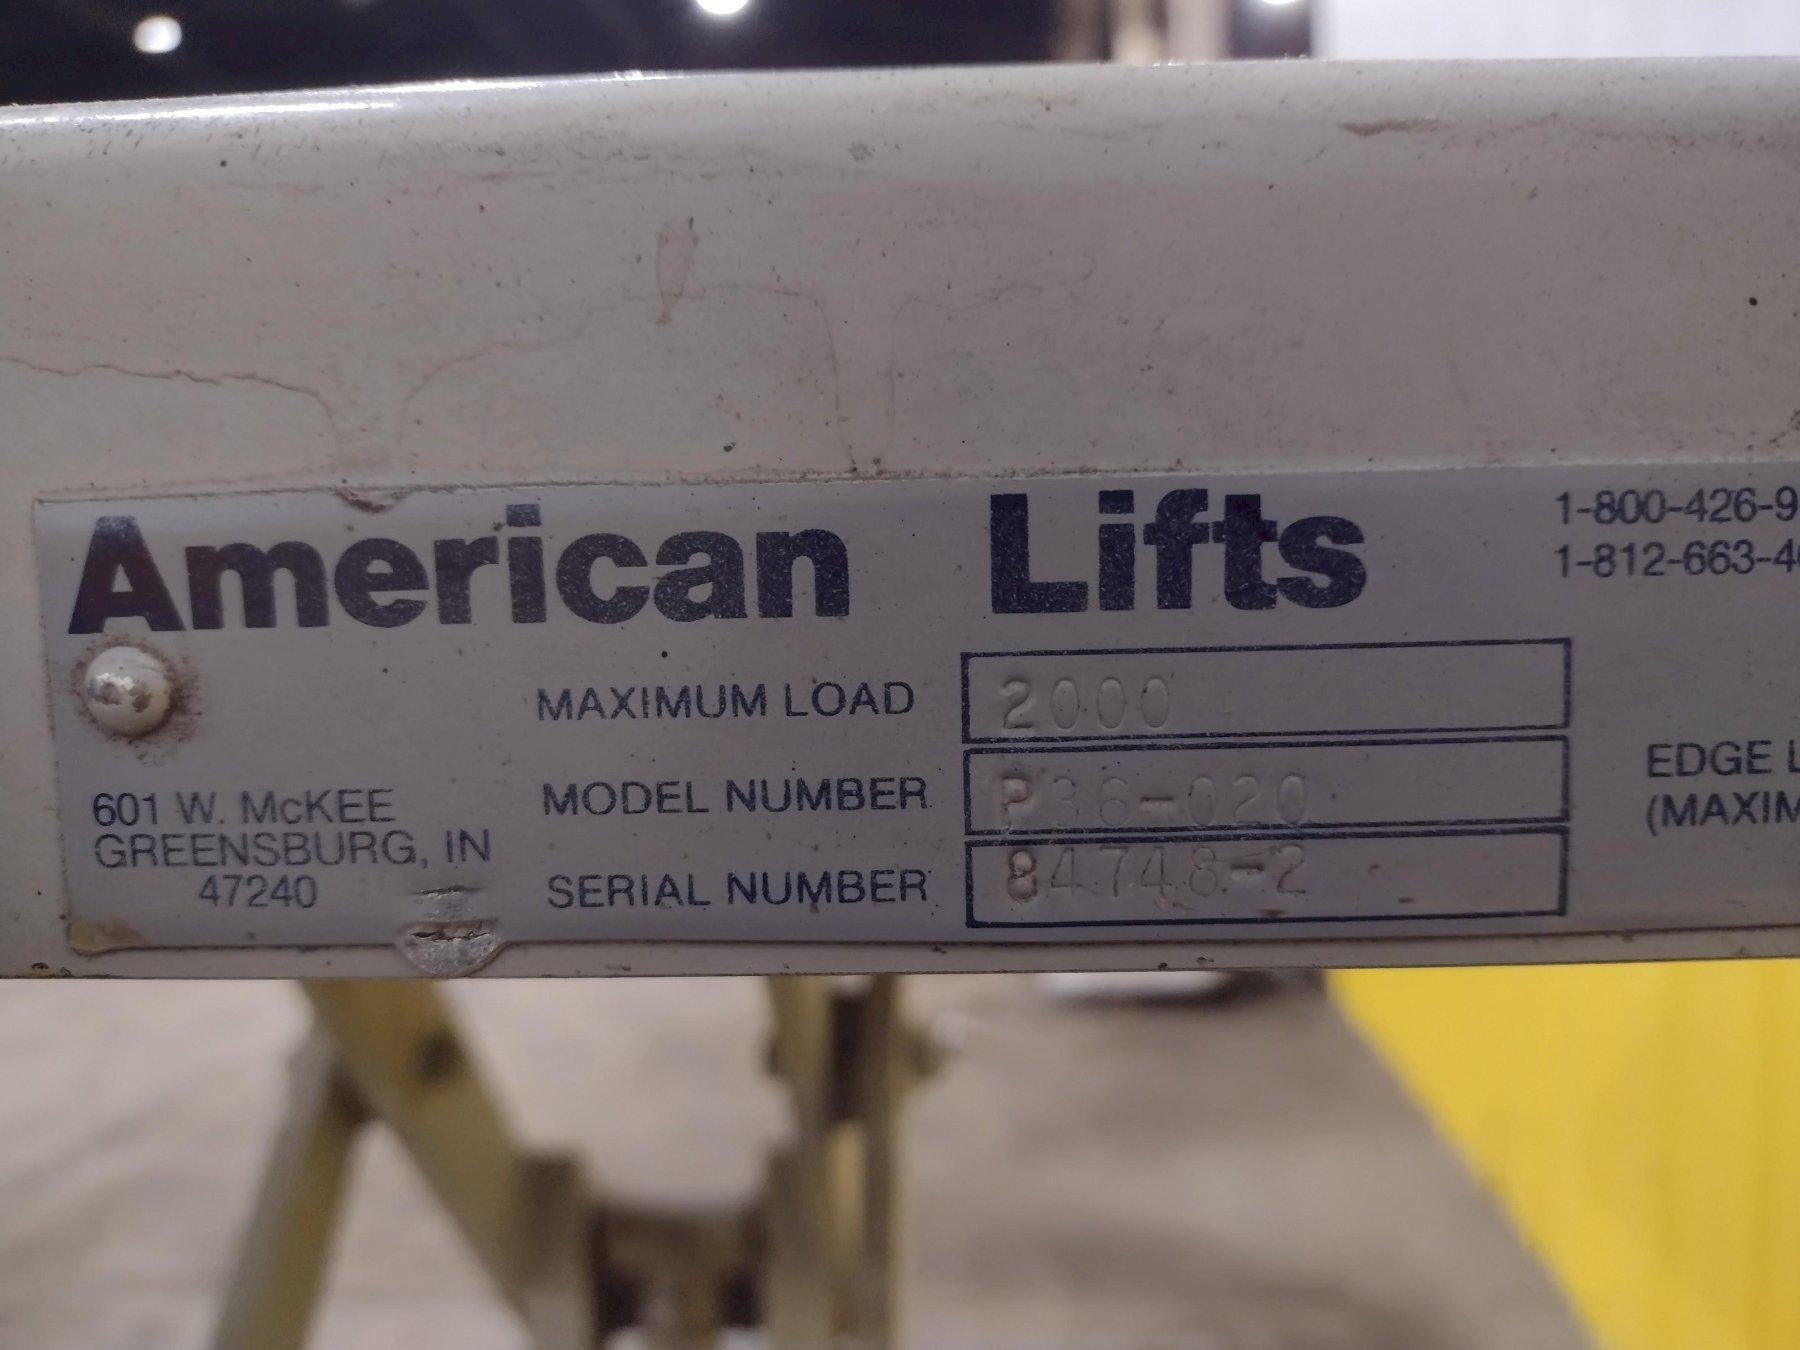 American Lifts
1-800-426-9
1-812-663-4
MAXIMUM LOAD 2000
MODEL NUMBER P36-020
SERIAL NUMBER 84748-2
601 W. McKEE
GREENSBURG, IN
47240
EDGE L
(MAXIM